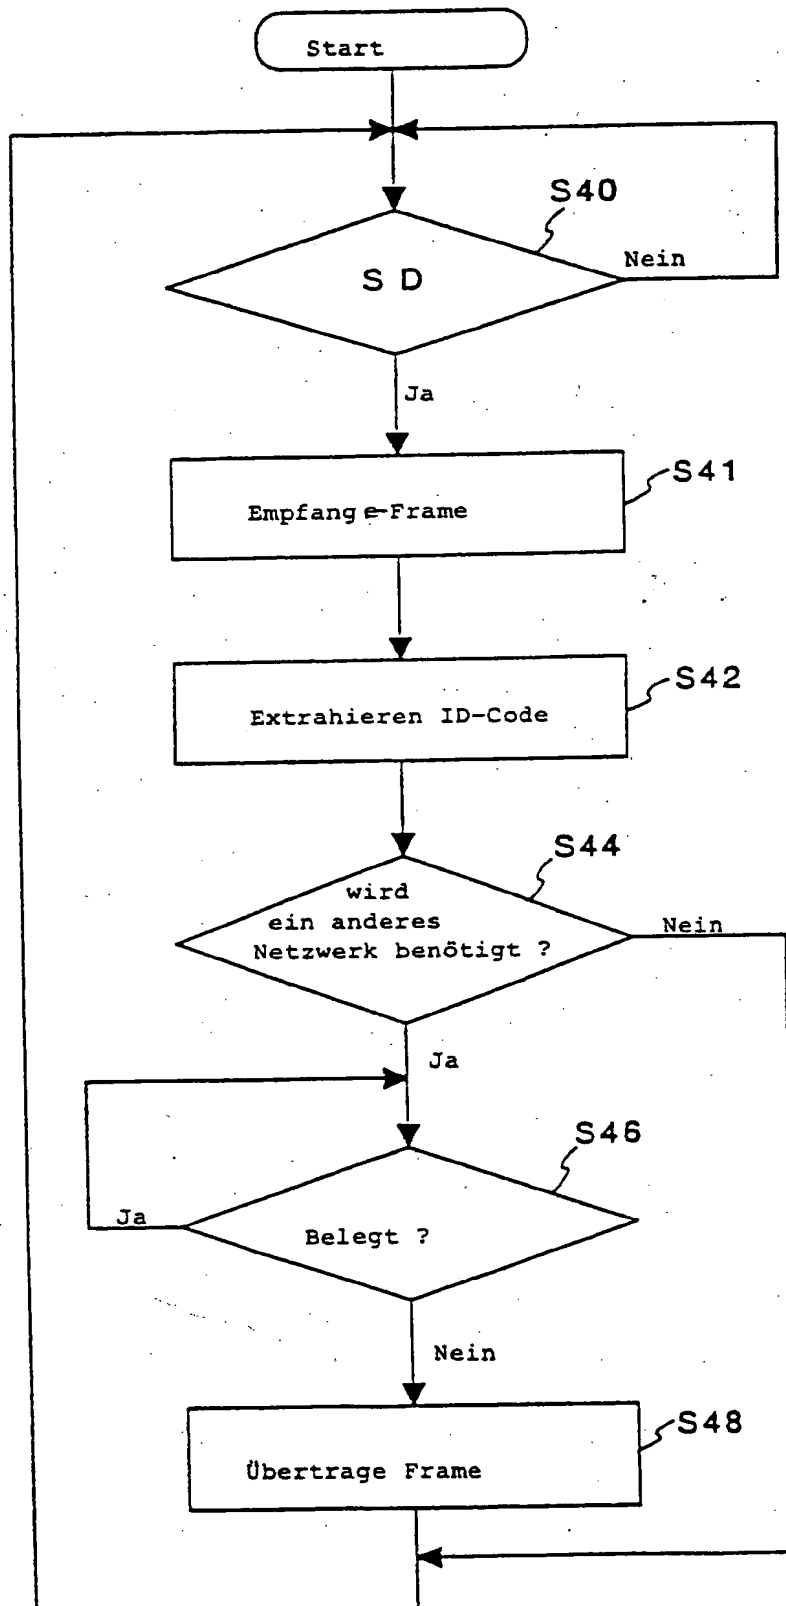 Start
S40
S D
Nein
Ja
S41
Empfange-Frame
S42
Extrahieren ID-Code
S44
wird
ein anderes
Netzwerk benötigt ?
Nein
Ja
S46
Ja
Belegt ?
Nein
S48
Übertrage Frame